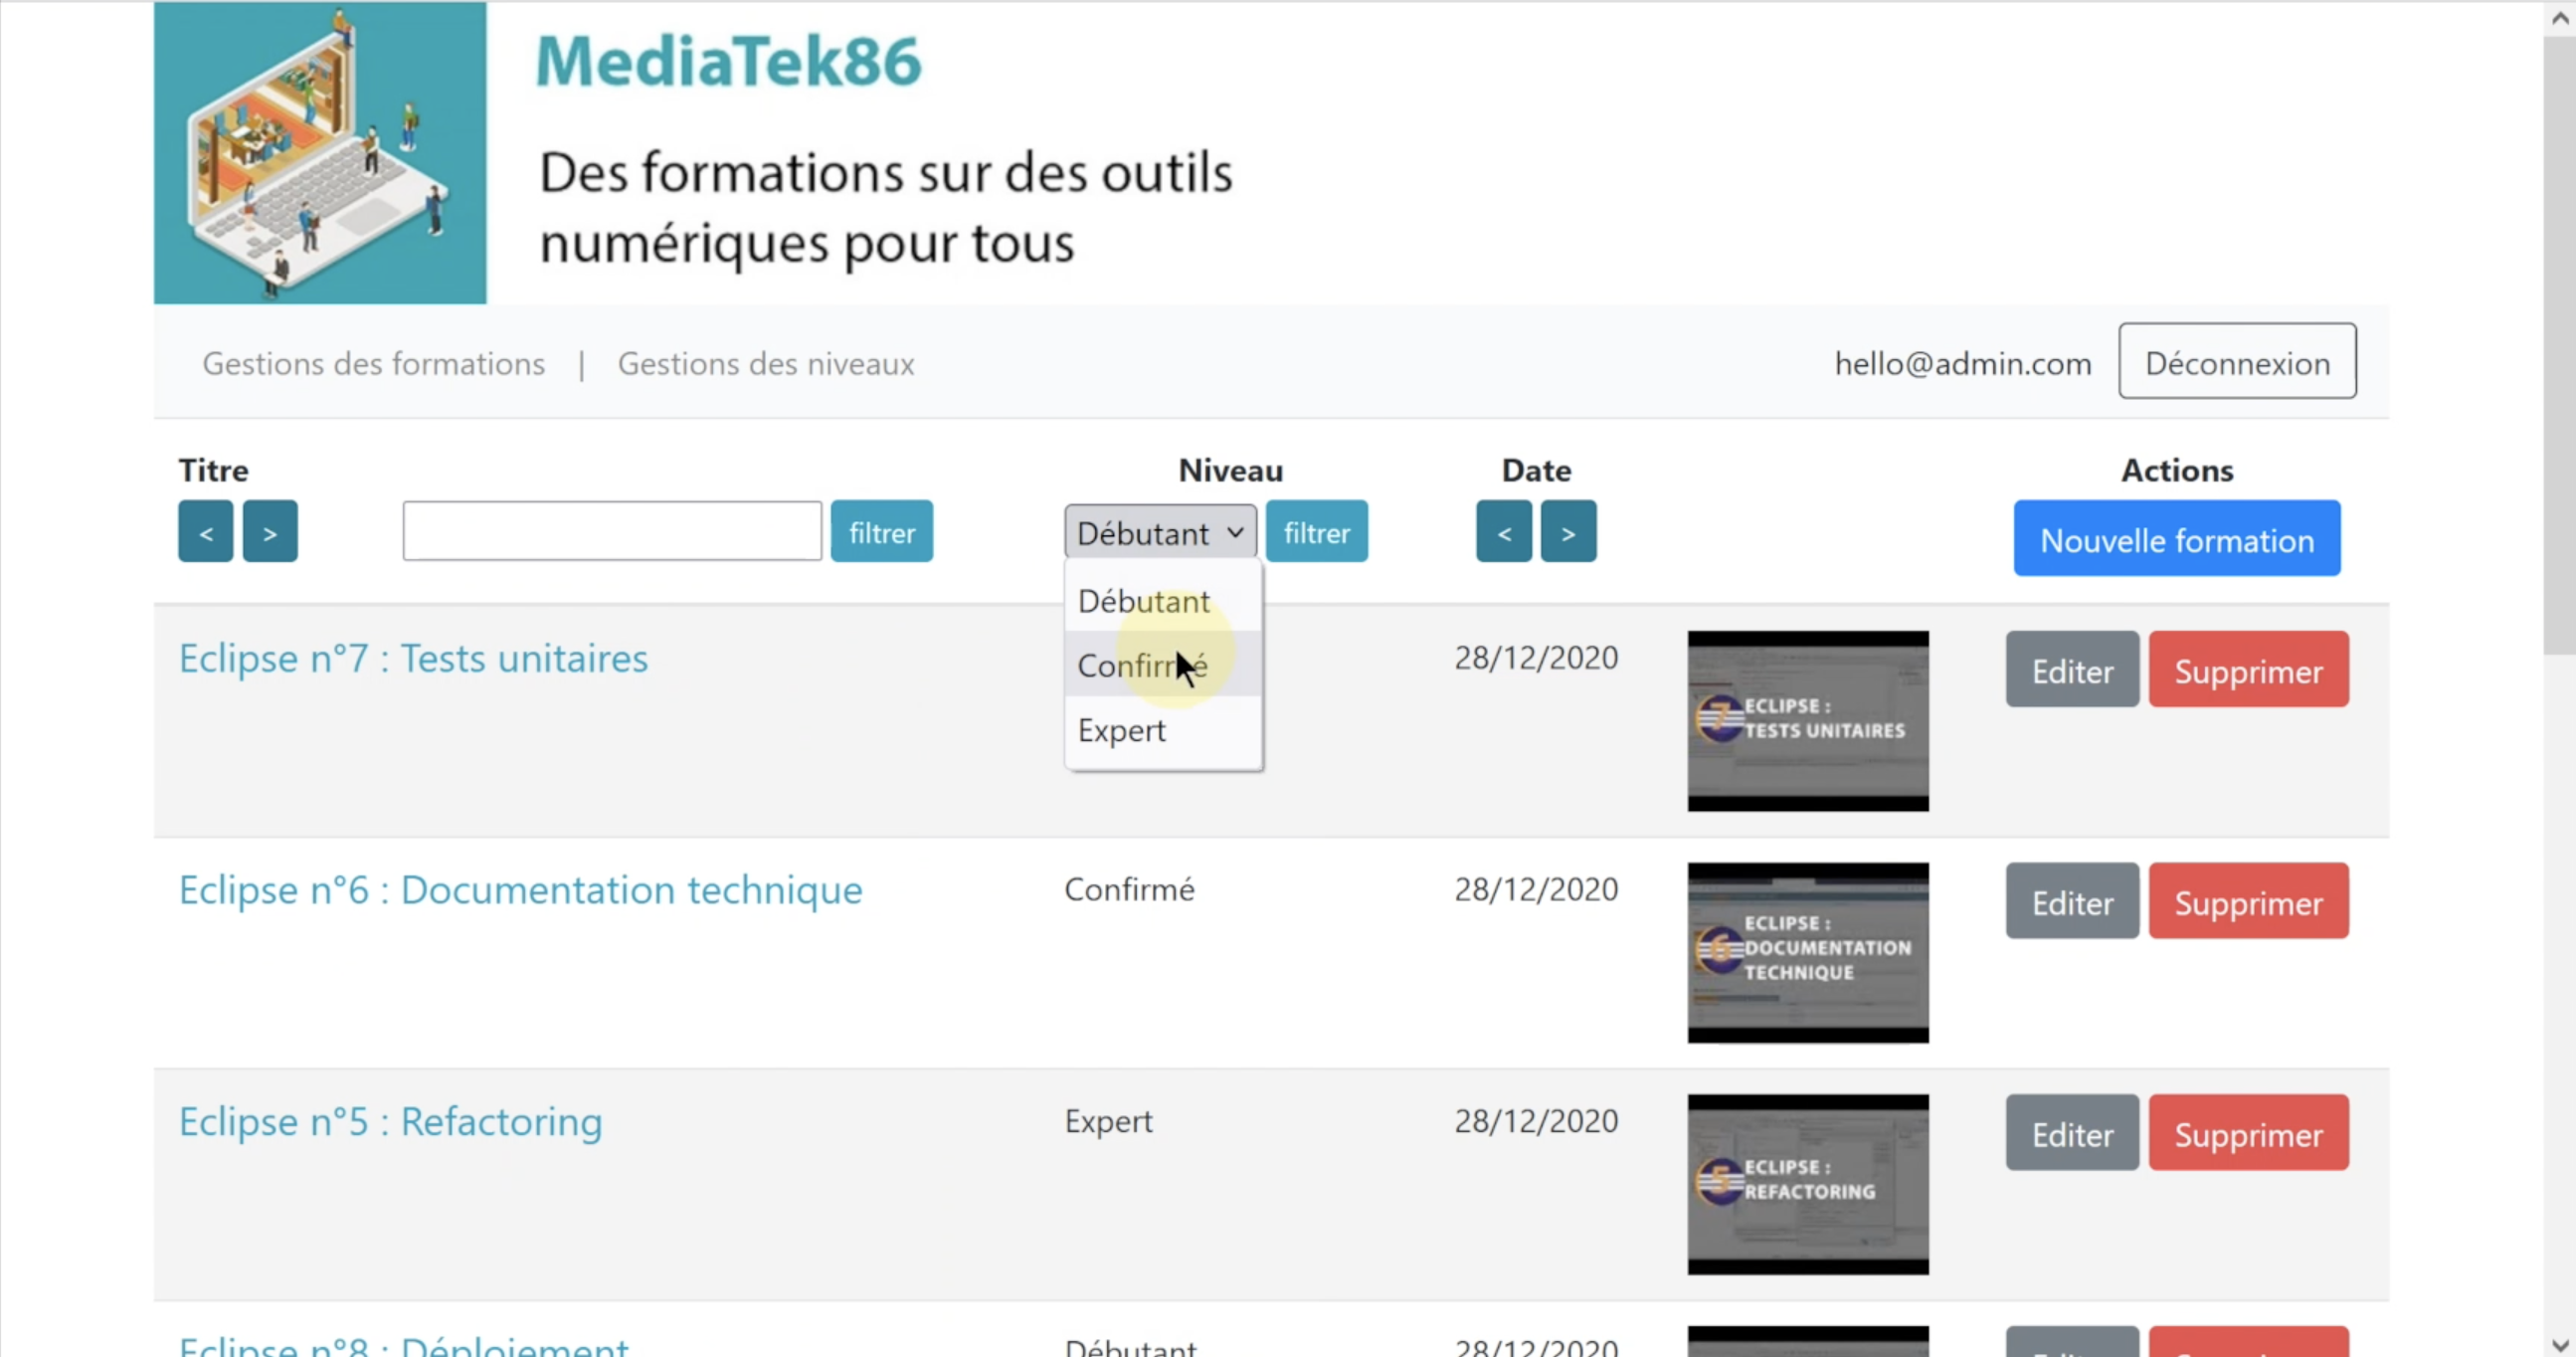 MediaTek86
Des formations sur des outils
numériques pour tous
Gestions des formations | Gestions des niveaux hello@admin.com Déconnexion
Titre Niveau Date Actions
< > filtrer Débutant filtrer < > Nouvelle formation
Débutant
Confirmé
Expert
Eclipse n°7 : Tests unitaires 28/12/2020 Editer Supprimer
7 ECLIPSE :
TESTS UNITAIRES
Eclipse n°6 : Documentation technique Confirmé 28/12/2020 Editer Supprimer
6 ECLIPSE :
DOCUMENTATION
TECHNIQUE
Eclipse n°5 : Refactoring Expert 28/12/2020 Editer Supprimer
5 ECLIPSE :
REFACTORING
Eclipse n°8 : Déploiement Débutant 28/12/2020